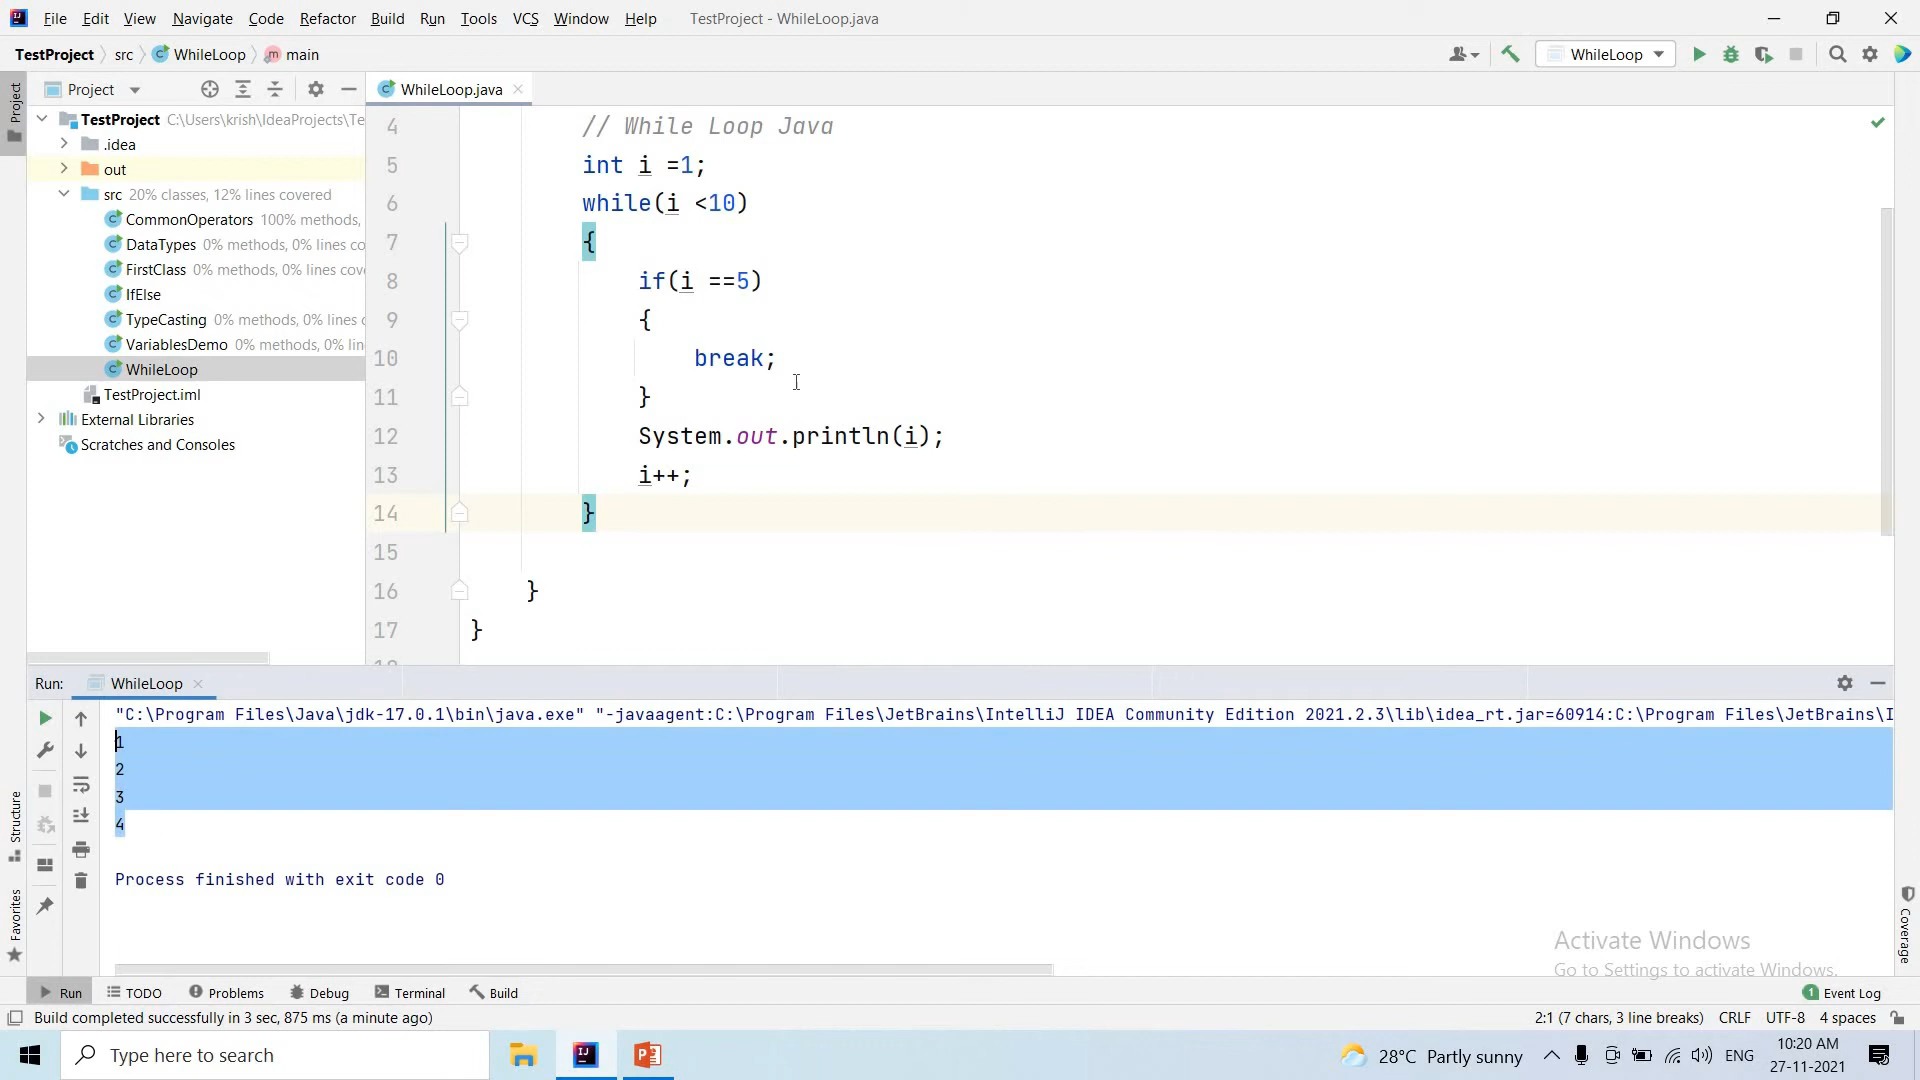 File Edit View Navigate Code Refactor Build Run Tools VCS Window Help TestProject - WhileLoop.java
TestProject src WhileLoop main
WhileLoop
Project
WhileLoop.java
Project
TestProject C:\Users\krish\IdeaProjects\Te
.idea
out
src 20% classes, 12% lines covered
CommonOperators 100% methods,
DataTypes 0% methods, 0% lines co
FirstClass 0% methods, 0% lines cov
IfElse
TypeCasting 0% methods, 0% lines
VariablesDemo 0% methods, 0% lin
WhileLoop
TestProject.iml
External Libraries
Scratches and Consoles
4 // While Loop Java
5 int i =1;
6 while(i <10)
7 {
8 if(i ==5)
9 {
10 break;
11 }
12 System.out.println(i);
13 i++;
14 }
15
16 }
17 }
Run: WhileLoop
"C:\Program Files\Java\jdk-17.0.1\bin\java.exe" "-javaagent:C:\Program Files\JetBrains\IntelliJ IDEA Community Edition 2021.2.3\lib\idea_rt.jar=60914:C:\Program Files\JetBrains\I
1
2
3
4
Process finished with exit code 0
Structure
Favorites
Coverage
Activate Windows
Go to Settings to activate Windows.
Run TODO Problems Debug Terminal Build
1 Event Log
Build completed successfully in 3 sec, 875 ms (a minute ago)
2:1 (7 chars, 3 line breaks) CRLF UTF-8 4 spaces
Type here to search
28°C Partly sunny
ENG
10:20 AM
27-11-2021